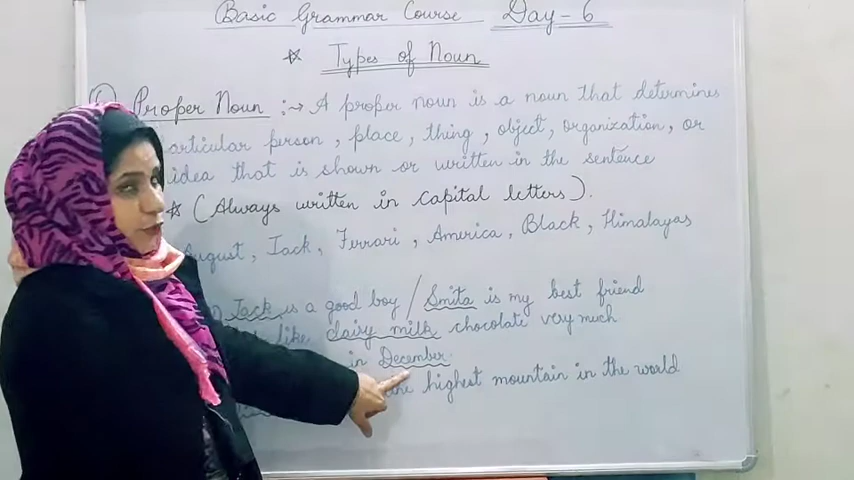 Basic Grammar Course Day - 6
☆ Types of Noun
① Proper Noun :→ A proper noun is a noun that determines
articular person, place, thing, object, organization, or
idea that is shown or written in the sentence
☆ (Always written in capital letters).
August, Jack, Ferrari, America, Black, Himalayas
Jack is a good boy / Smita is my best friend
like dairy milk chocolate very much
in December.
the highest mountain in the world